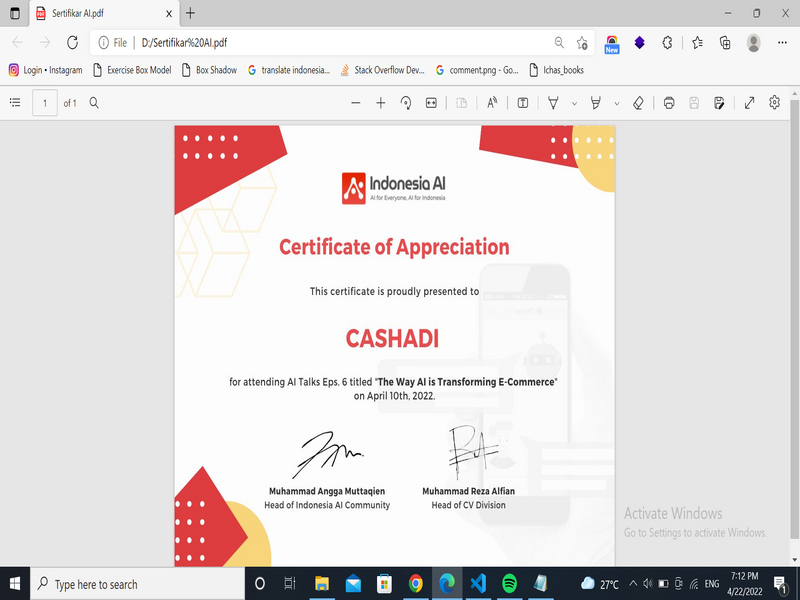 Sertifikar AI.pdf
File
D:/Sertifikar%20AI.pdf
New
Login • Instagram
Exercise Box Model
Box Shadow
translate indonesia...
Stack Overflow Dev...
comment.png - Go...
Ichas_books
1
of 1
Indonesia AI
AI for Everyone, AI for Indonesia
Certificate of Appreciation
This certificate is proudly presented to
CASHADI
for attending AI Talks Eps. 6 titled "The Way AI is Transforming E-Commerce"
on April 10th, 2022.
Muhammad Angga Muttaqien
Head of Indonesia AI Community
Muhammad Reza Alfian
Head of CV Division
Activate Windows
Go to Settings to activate Windows.
Type here to search
27°C
ENG
7:12 PM
4/22/2022
1